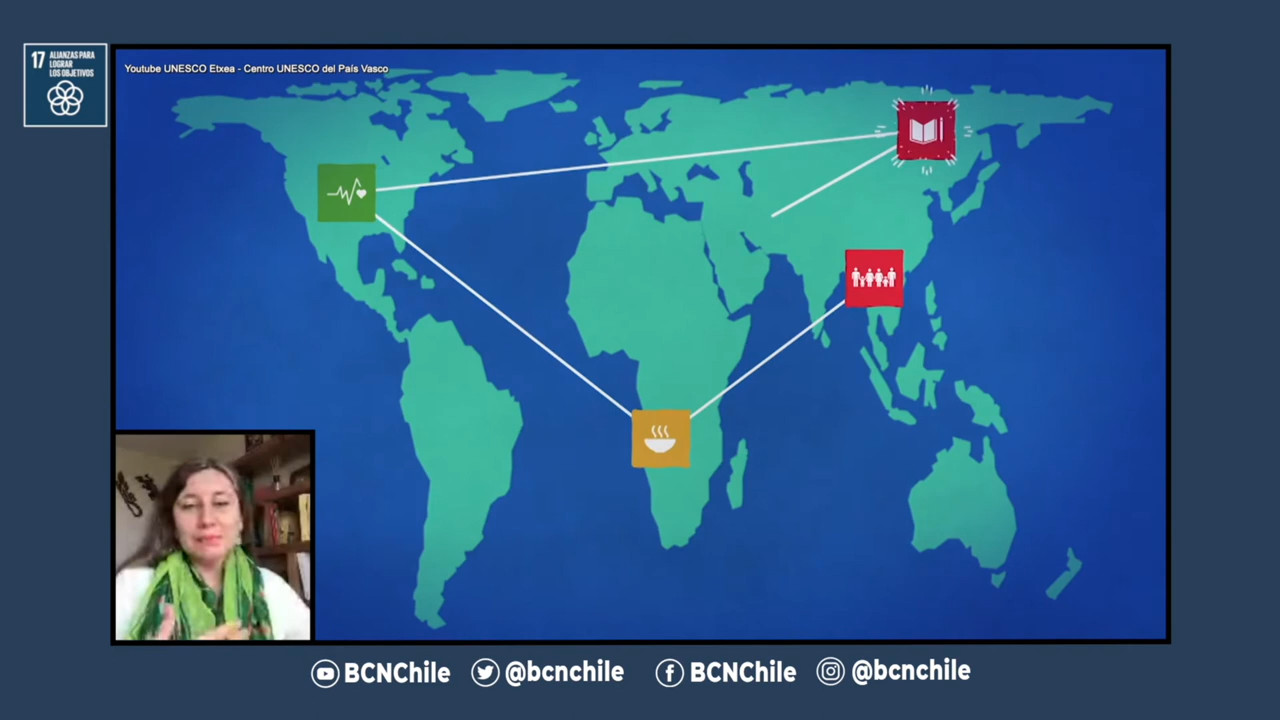 17 ALIANZAS PARA
LOGRAR
LOS OBJETIVOS
Youtube UNESCO Etxea - Centro UNESCO del País Vasco
BCNChile @bcnchile BCNChile @bcnchile